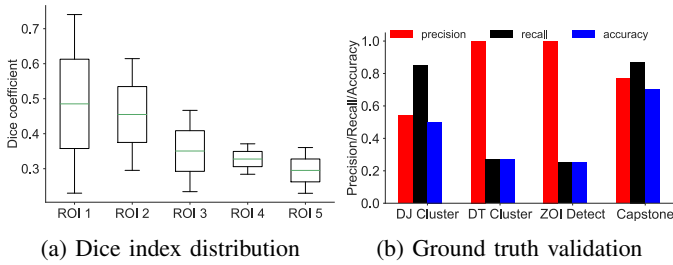 Dice coefficient
0.7
0.6
0.5
0.4
0.3
ROI 1 ROI 2 ROI 3 ROI 4 ROI 5
(a) Dice index distribution
precision recall accuracy
Precision/Recall/Accuracy
1.0
0.8
0.6
0.4
0.2
0.0
DJ Cluster DT Cluster ZOI Detect Capstone
(b) Ground truth validation